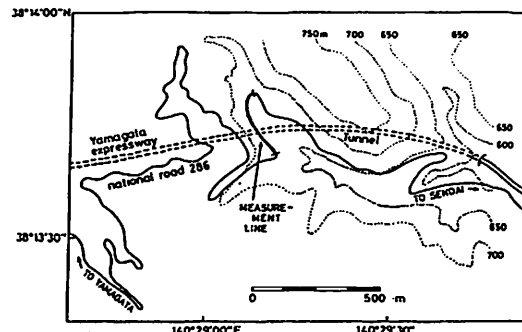 38°14'00"N
750m
700
650
650
650
600
Yamagata
expressway
Tunnel
national road 286
MEASURE-
MENT
LINE
TO SENDAI
38°13'30"
650
700
TO YAMAGATA
0 500 m
140°29'00"E
140°29'30"